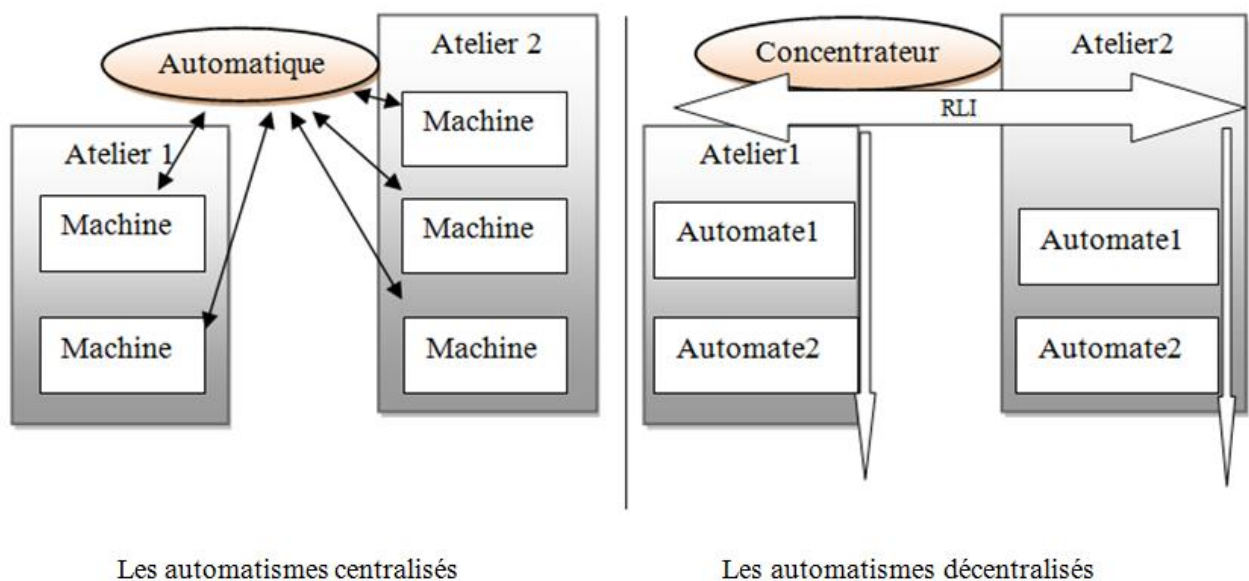 Automatique
Atelier 2
Machine
Atelier 1
Machine
Machine
Machine
Machine
Les automatismes centralisés
Concentrateur
Atelier2
RLI
Atelier1
Automate1
Automate1
Automate2
Automate2
Les automatismes décentralisés